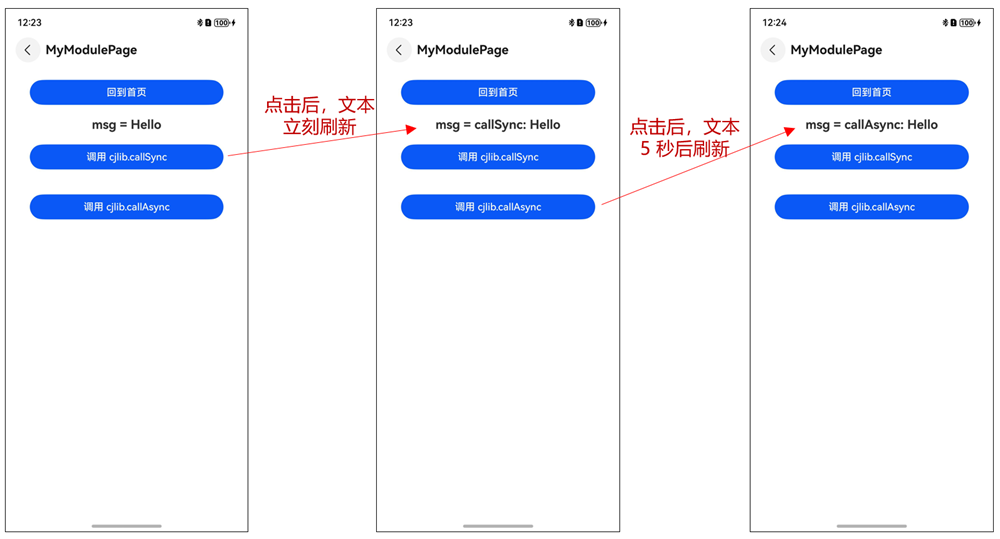 12:23
100
MyModulePage
回到首页
msg = Hello
调用 cjlib.callSync
调用 cjlib.callAsync
点击后，文本
立刻刷新
12:23
100
MyModulePage
回到首页
msg = callSync: Hello
调用 cjlib.callSync
调用 cjlib.callAsync
点击后，文本
5 秒后刷新
12:24
100
MyModulePage
回到首页
msg = callAsync: Hello
调用 cjlib.callSync
调用 cjlib.callAsync